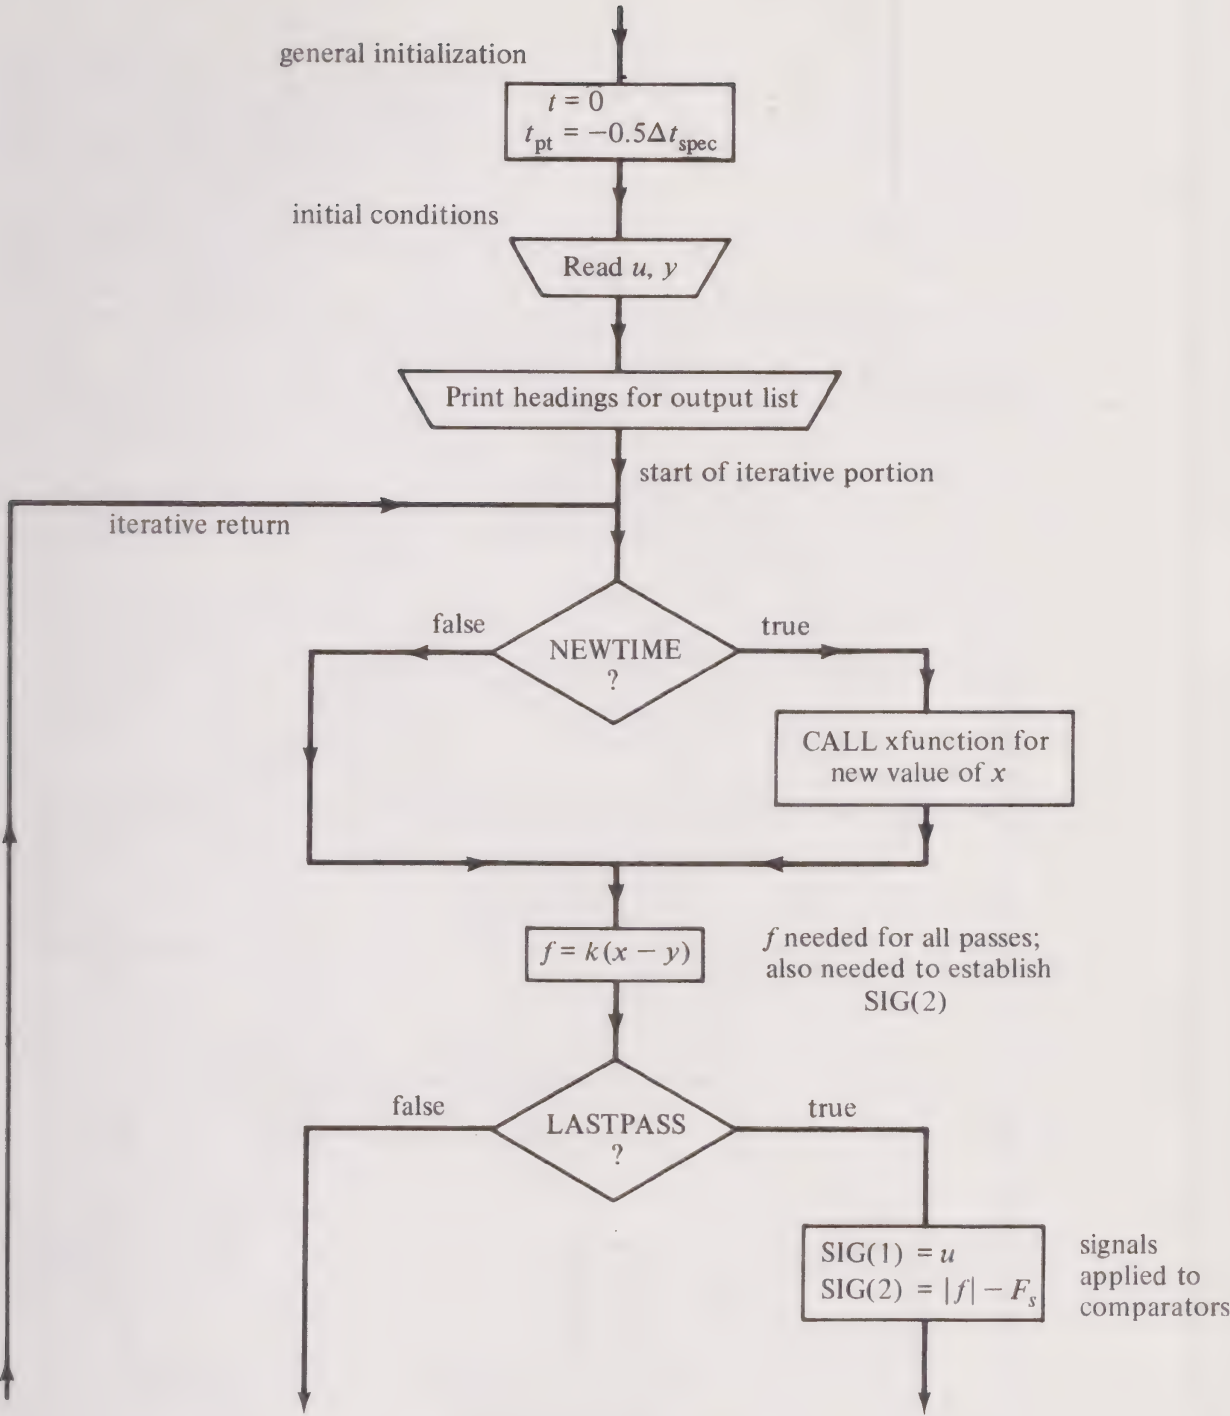 general initialization
t = 0
t_pt = −0.5Δt_spec
initial conditions
Read u, y
Print headings for output list
start of iterative portion
iterative return
false
true
NEWTIME
?
CALL xfunction for
new value of x
f = k(x − y)
f needed for all passes;
also needed to establish
SIG(2)
false
true
LASTPASS
?
SIG(1) = u
SIG(2) = |f| − F_s
signals
applied to
comparators